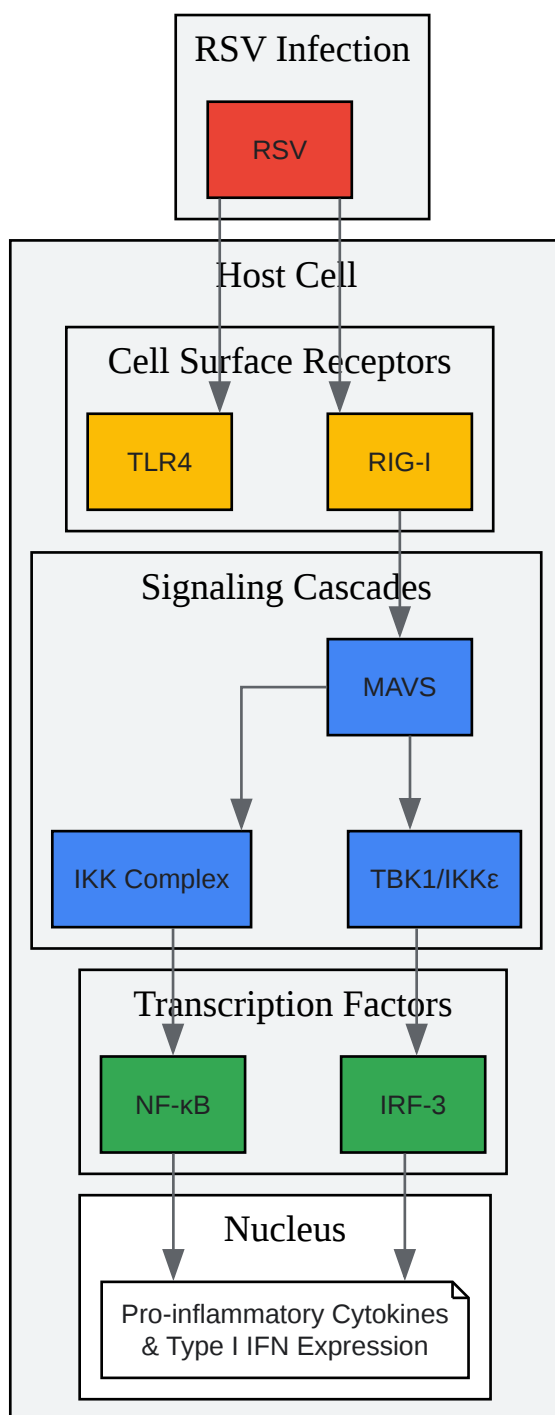 RSV Infection
RSV
Host Cell
Cell Surface Receptors
TLR4
RIG-I
Signaling Cascades
MAVS
IKK Complex
TBK1/IKKε
Transcription Factors
NF-κB
IRF-3
Nucleus
Pro-inflammatory Cytokines
& Type I IFN Expression